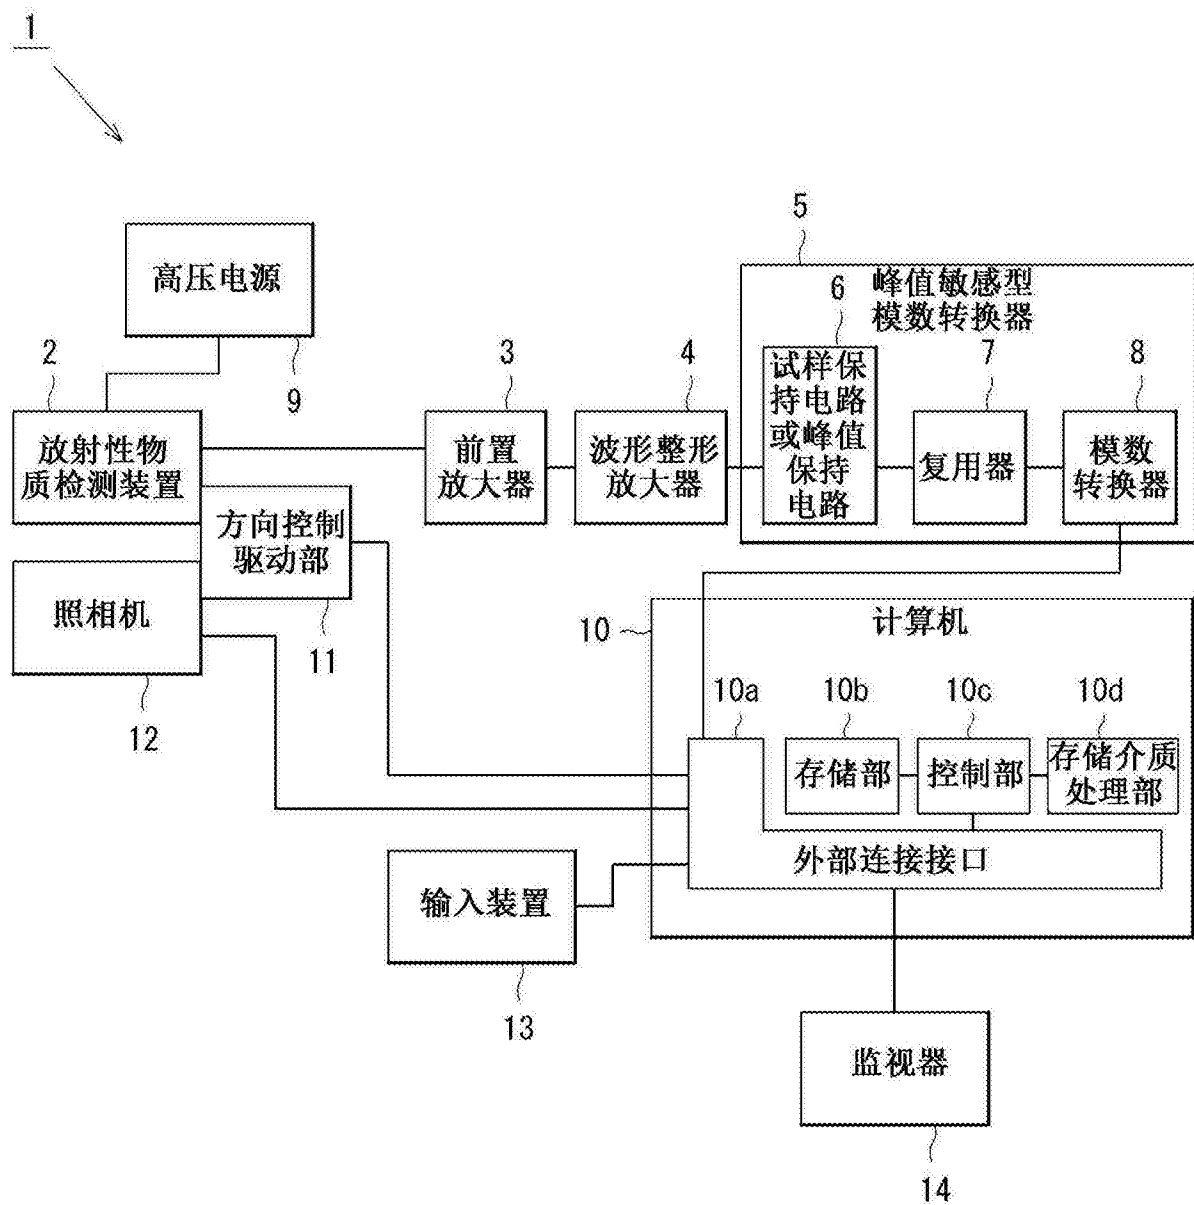 1
高压电源
9
2
放射性物
质检测装置
3
前置
放大器
4
波形整形
放大器
5
峰值敏感型
模数转换器
6
试样保
持电路
或峰值
保持
电路
7
复用器
8
模数
转换器
方向控制
驱动部
11
照相机
12
10
计算机
10a
10b
存储部
10c
控制部
10d
存储介质
处理部
外部连接接口
输入装置
13
监视器
14